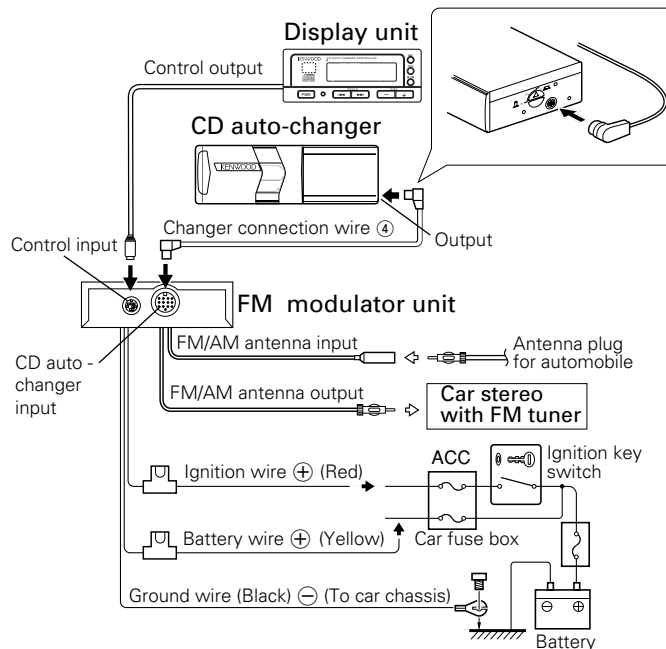 Display unit
Control output
KENWOOD
PWR
CD auto-changer
KENWOOD
Changer connection wire ④
Output
Control input
FM modulator unit
CD auto -
changer
input
FM/AM antenna input
Antenna plug
for automobile
FM/AM antenna output
Car stereo
with FM tuner
ACC
Ignition key
switch
Ignition wire ⊕ (Red)
Battery wire ⊕ (Yellow)
Car fuse box
Ground wire (Black) ⊖ (To car chassis)
⊖ ⊕
Battery